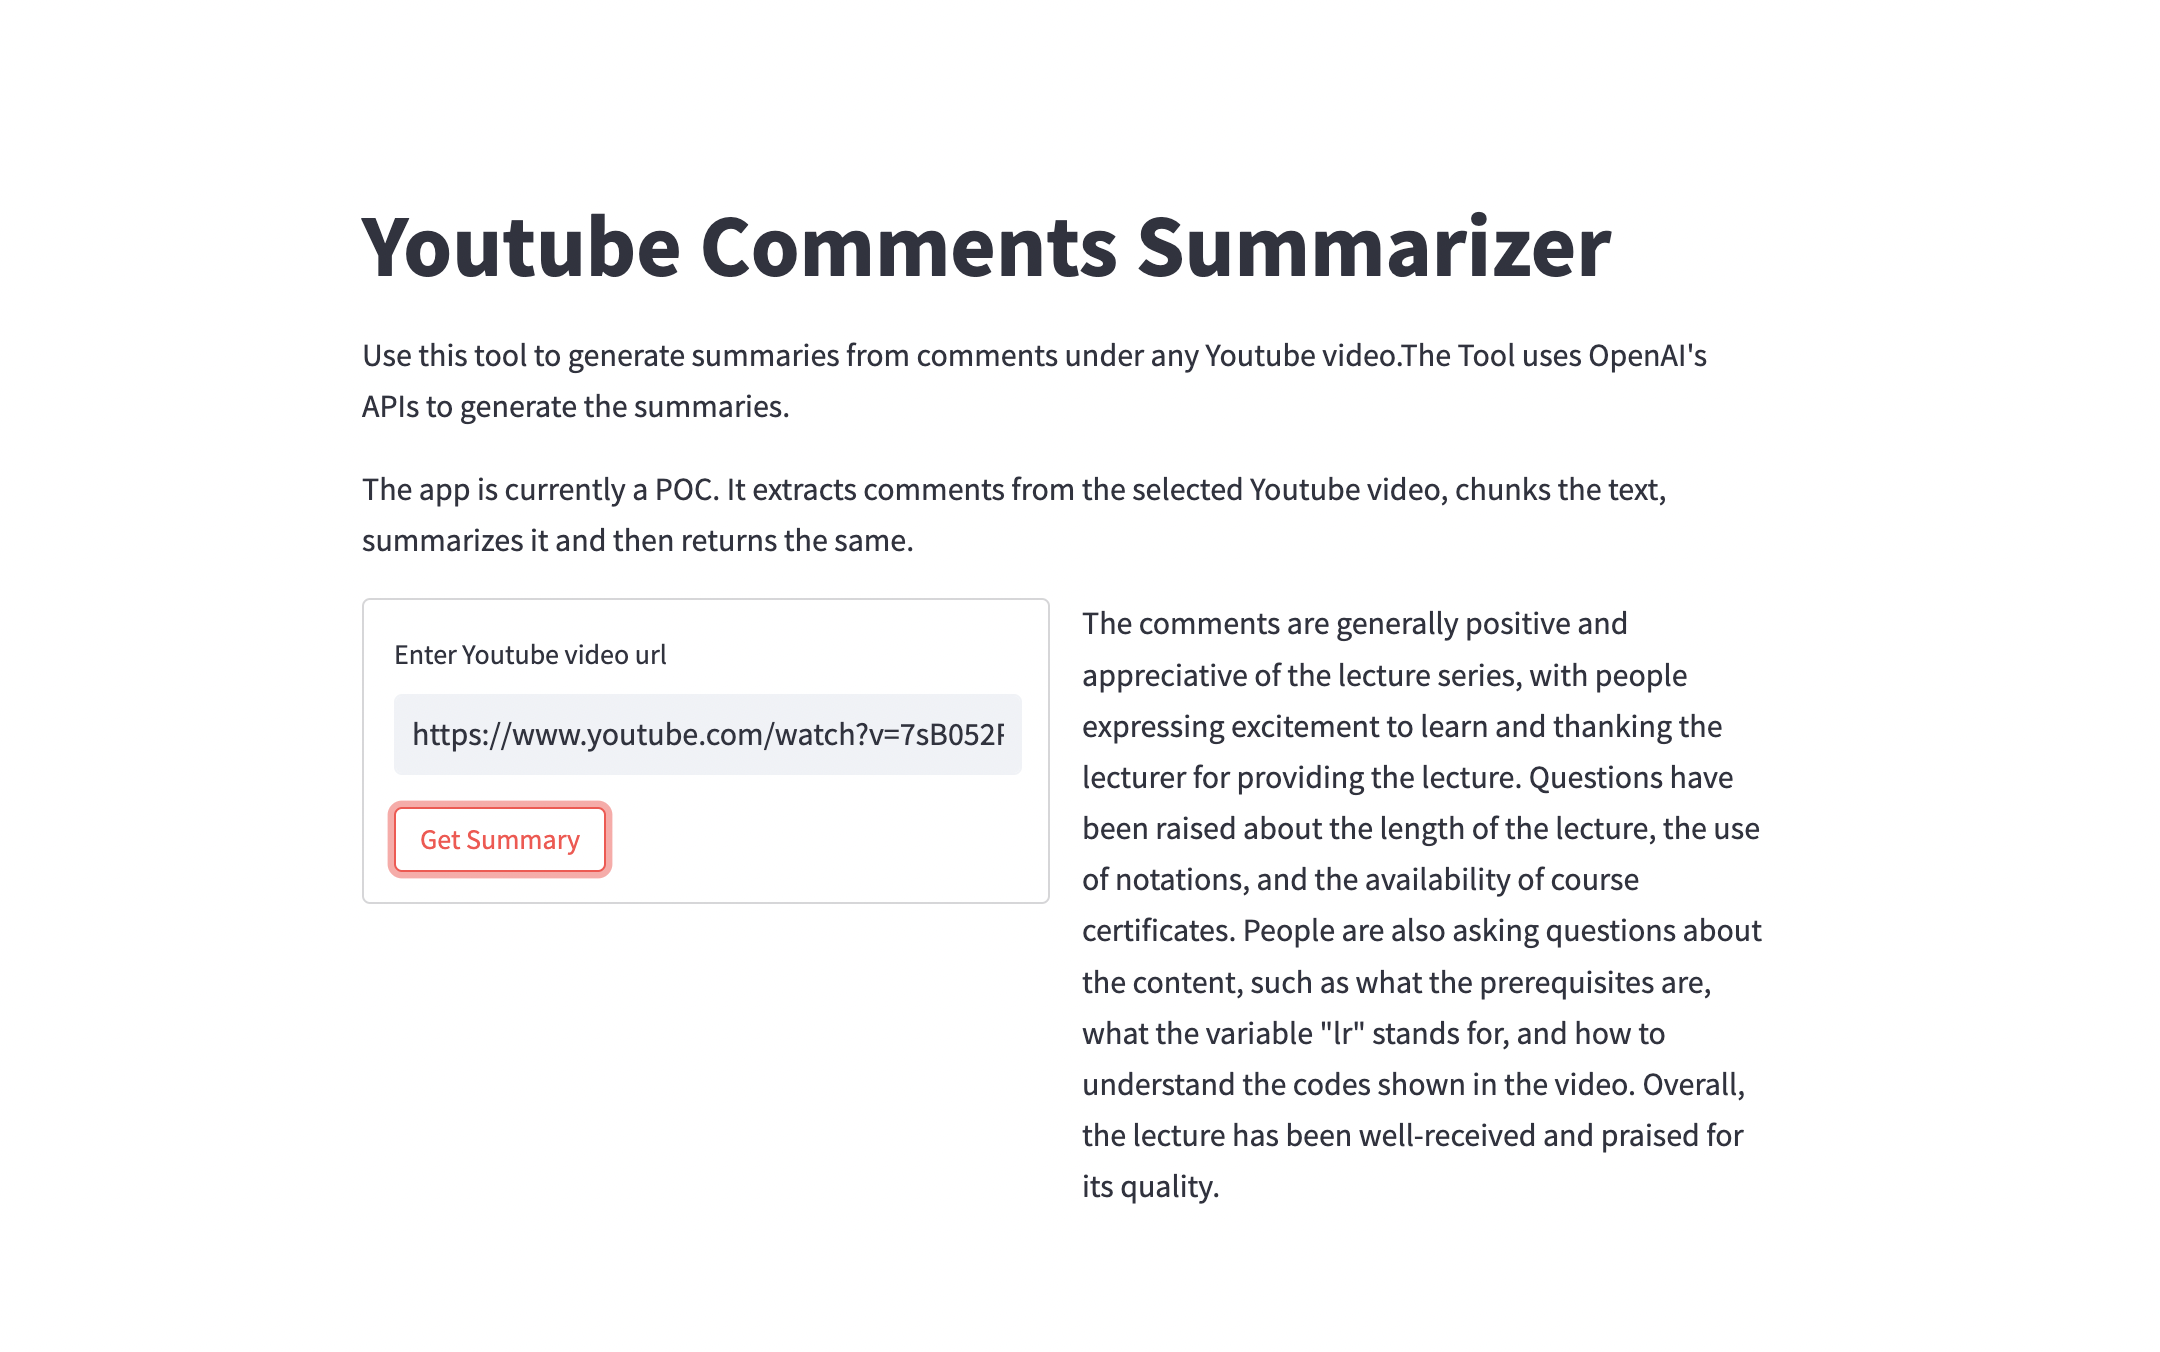 Youtube Comments Summarizer
Use this tool to generate summaries from comments under any Youtube video.The Tool uses OpenAI's
APIs to generate the summaries.
The app is currently a POC. It extracts comments from the selected Youtube video, chunks the text,
summarizes it and then returns the same.
Enter Youtube video url
https://www.youtube.com/watch?v=7sB052F
Get Summary
The comments are generally positive and
appreciative of the lecture series, with people
expressing excitement to learn and thanking the
lecturer for providing the lecture. Questions have
been raised about the length of the lecture, the use
of notations, and the availability of course
certificates. People are also asking questions about
the content, such as what the prerequisites are,
what the variable "lr" stands for, and how to
understand the codes shown in the video. Overall,
the lecture has been well-received and praised for
its quality.